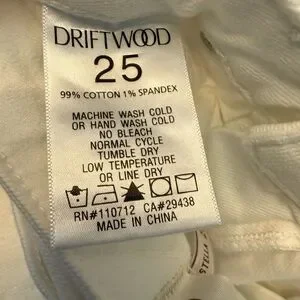 DRIFTWOOD
25
99% COTTON 1% SPANDEX
MACHINE WASH COLD
OR HAND WASH COLD
NO BLEACH
NORMAL CYCLE
TUMBLE DRY
LOW TEMPERATURE
OR LINE DRY
RN#110712 CA#29438
MADE IN CHINA
STELLA